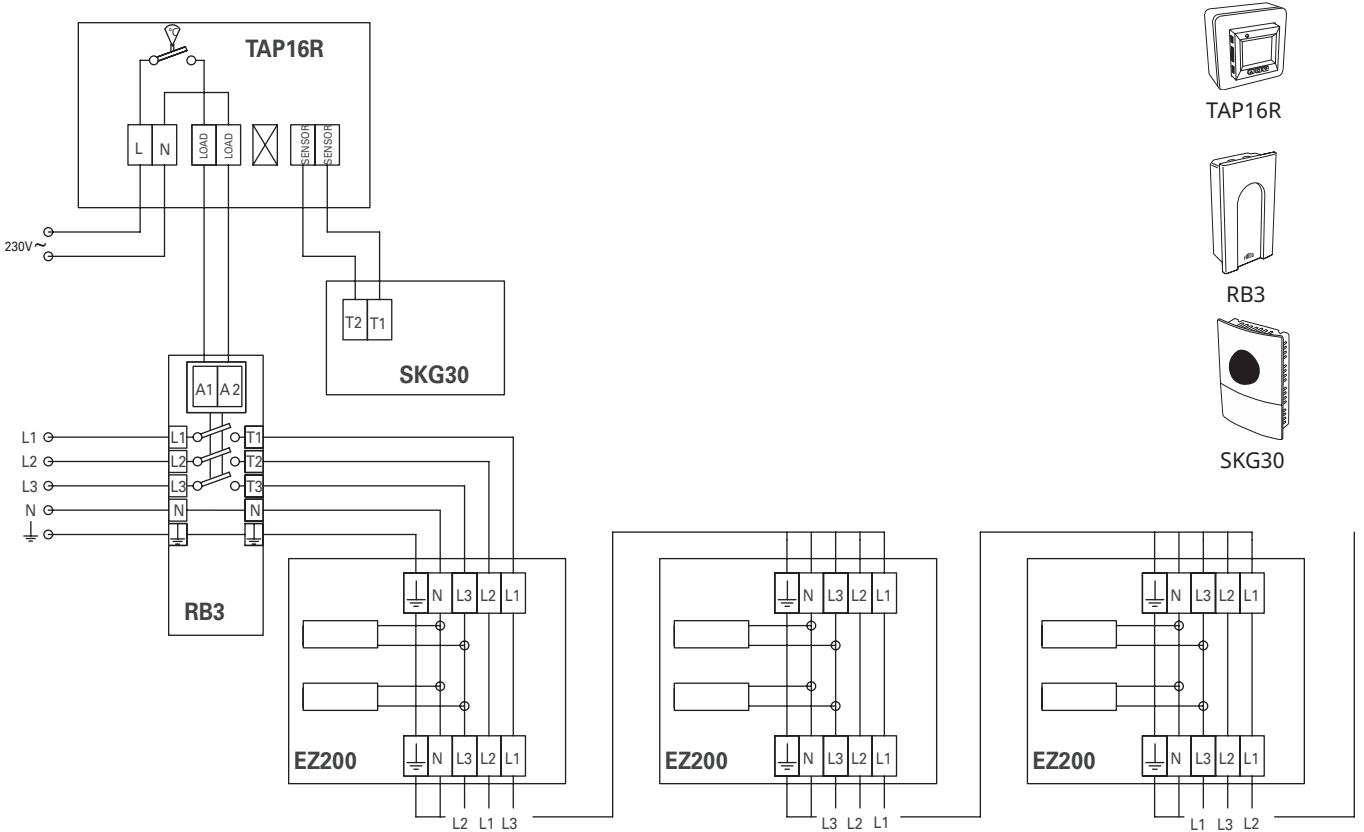 TAP16R
°C
L N LOAD LOAD SENSOR SENSOR
230V~
T2 T1
SKG30
A1 A2
L1 L1 T1
L2 L2 T2
L3 L3 T3
N N N
RB3
N L3 L2 L1
EZ200
N L3 L2 L1
L2 L1 L3
N L3 L2 L1
EZ200
N L3 L2 L1
L3 L2 L1
N L3 L2 L1
EZ200
N L3 L2 L1
L1 L3 L2
TAP16R
RB3
SKG30